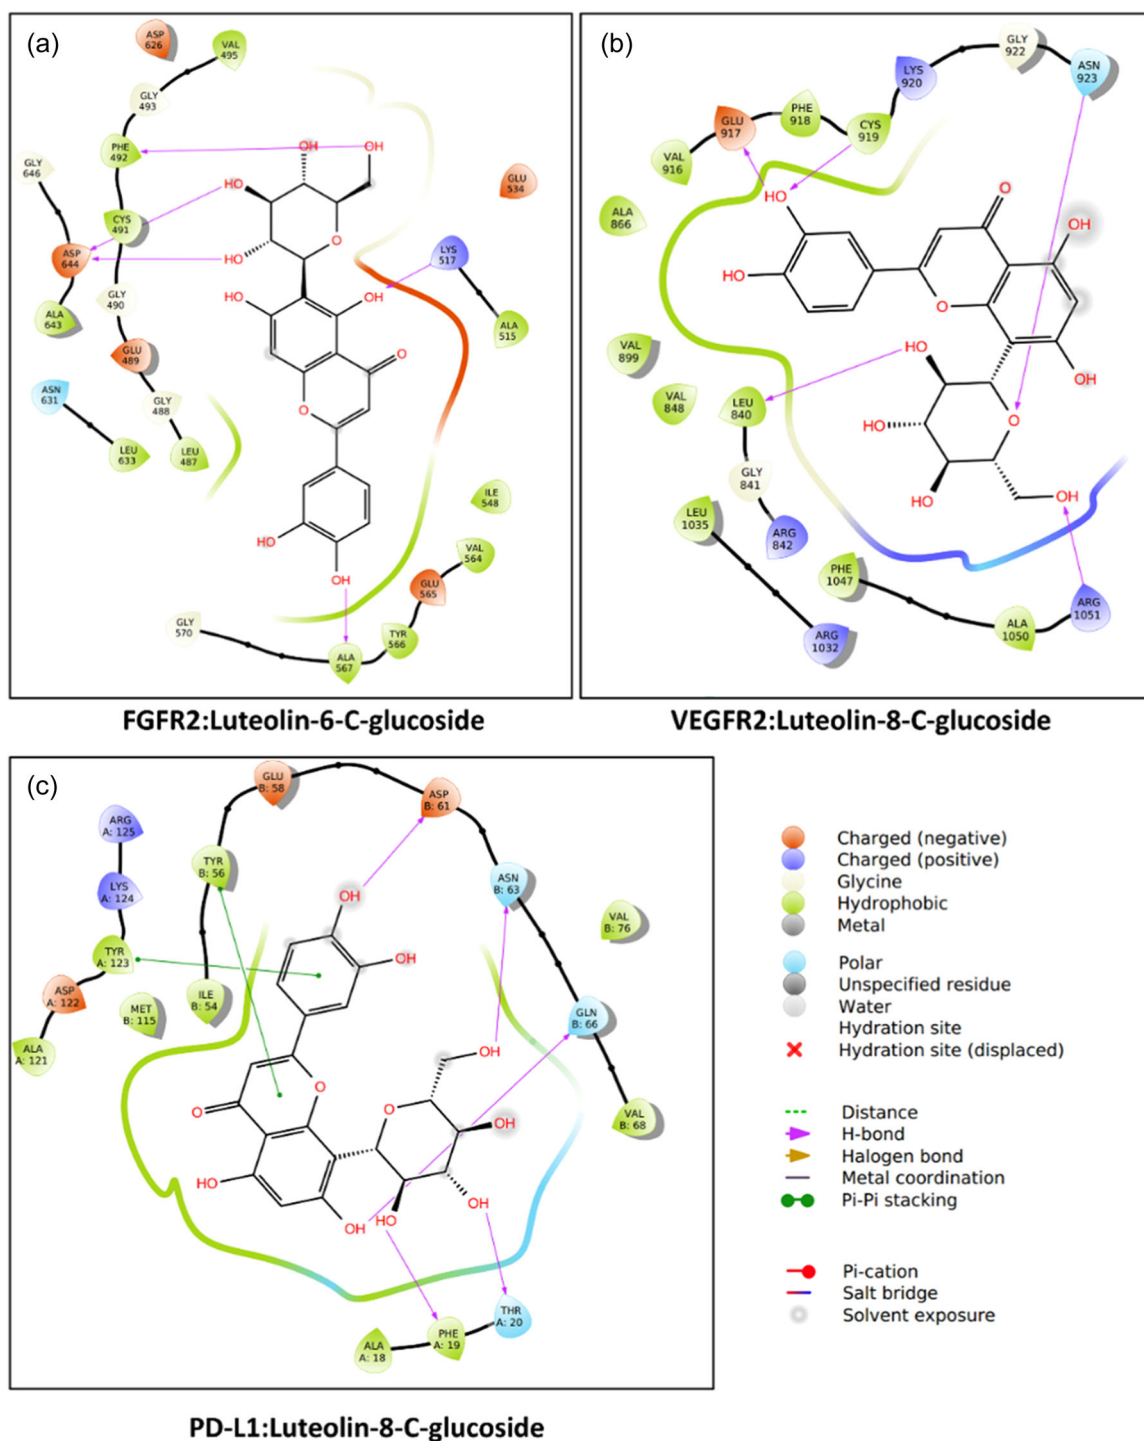 (a)
ASP
626
VAL
495
GLY
493
PHE
492
GLY
646
CYS
491
ASP
644
GLY
490
ALA
643
GLU
489
ASN
631
GLY
488
LEU
633
LEU
487
OH
OH
HO
O
HO
HO
OH
O
O
HO
OH
GLU
534
LYS
517
ALA
515
ILE
548
VAL
564
GLU
565
TYR
566
ALA
567
GLY
570
FGFR2:Luteolin-6-C-glucoside
(b)
GLY
922
ASN
923
LYS
920
PHE
918
CYS
919
GLU
917
VAL
916
ALA
866
HO
HO
O
OH
O
OH
HO
O
HO
HO
OH
VAL
899
VAL
848
LEU
840
GLY
841
ARG
842
LEU
1035
PHE
1047
ARG
1032
ALA
1050
ARG
1051
VEGFR2:Luteolin-8-C-glucoside
(c)
GLU
B: 58
ASP
B: 61
ARG
A: 125
TYR
B: 56
LYS
A: 124
ASN
B: 63
VAL
B: 76
TYR
A: 123
ASP
A: 122
MET
B: 115
ILE
B: 54
ALA
A: 121
GLN
B: 66
VAL
B: 68
OH
OH
OH
O
O
O
OH
HO
OH
HO
OH
THR
A: 20
PHE
A: 19
ALA
A: 18
PD-L1:Luteolin-8-C-glucoside
Charged (negative)
Charged (positive)
Glycine
Hydrophobic
Metal
Polar
Unspecified residue
Water
Hydration site
Hydration site (displaced)
Distance
H-bond
Halogen bond
Metal coordination
Pi-Pi stacking
Pi-cation
Salt bridge
Solvent exposure